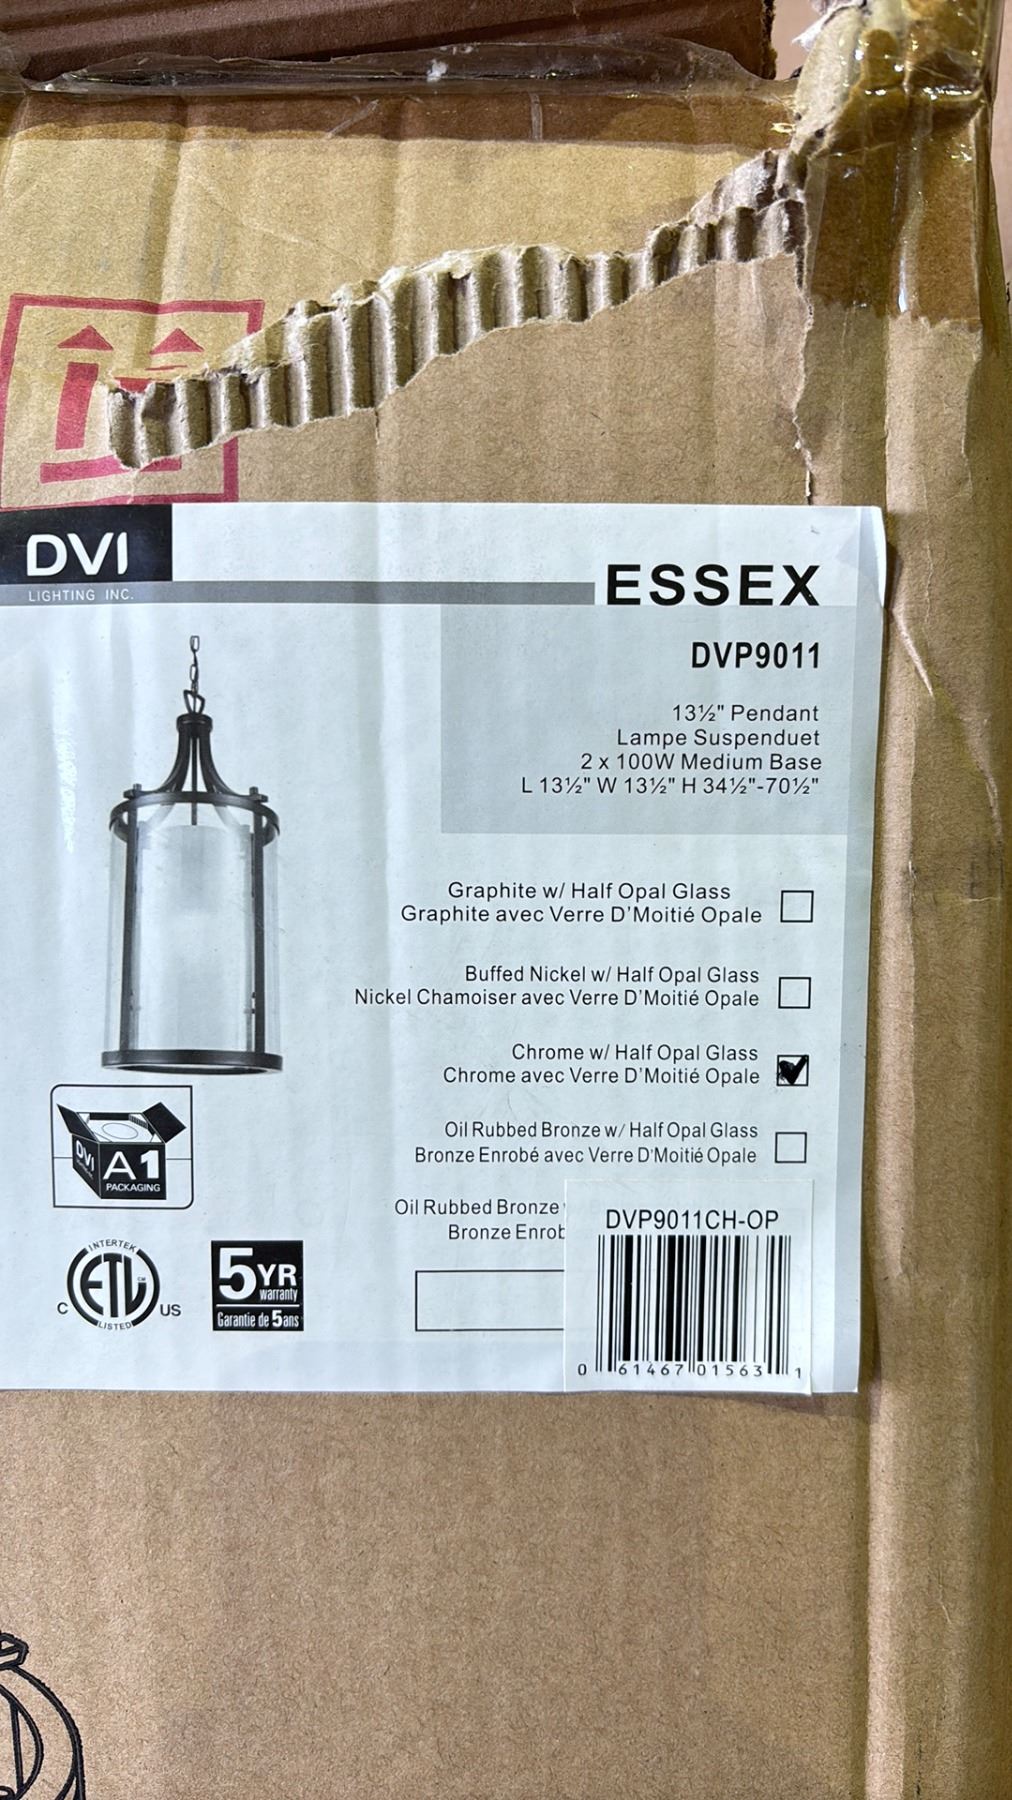 DVI
LIGHTING INC.
ESSEX
DVP9011
13½" Pendant
Lampe Suspenduet
2 x 100W Medium Base
L 13½" W 13½" H 34½"-70½"
Graphite w/ Half Opal Glass
Graphite avec Verre D'Moitié Opale
Buffed Nickel w/ Half Opal Glass
Nickel Chamoiser avec Verre D'Moitié Opale
Chrome w/ Half Opal Glass
Chrome avec Verre D'Moitié Opale
Oil Rubbed Bronze w/ Half Opal Glass
Bronze Enrobé avec Verre D'Moitié Opale
Oil Rubbed Bronze
Bronze Enrob
DVI
A1
PACKAGING
INTERTEK
ETL
CM
LISTED
C
US
5YR
warranty
Garantie de 5ans
DVP9011CH-OP
0 61467 01563 1